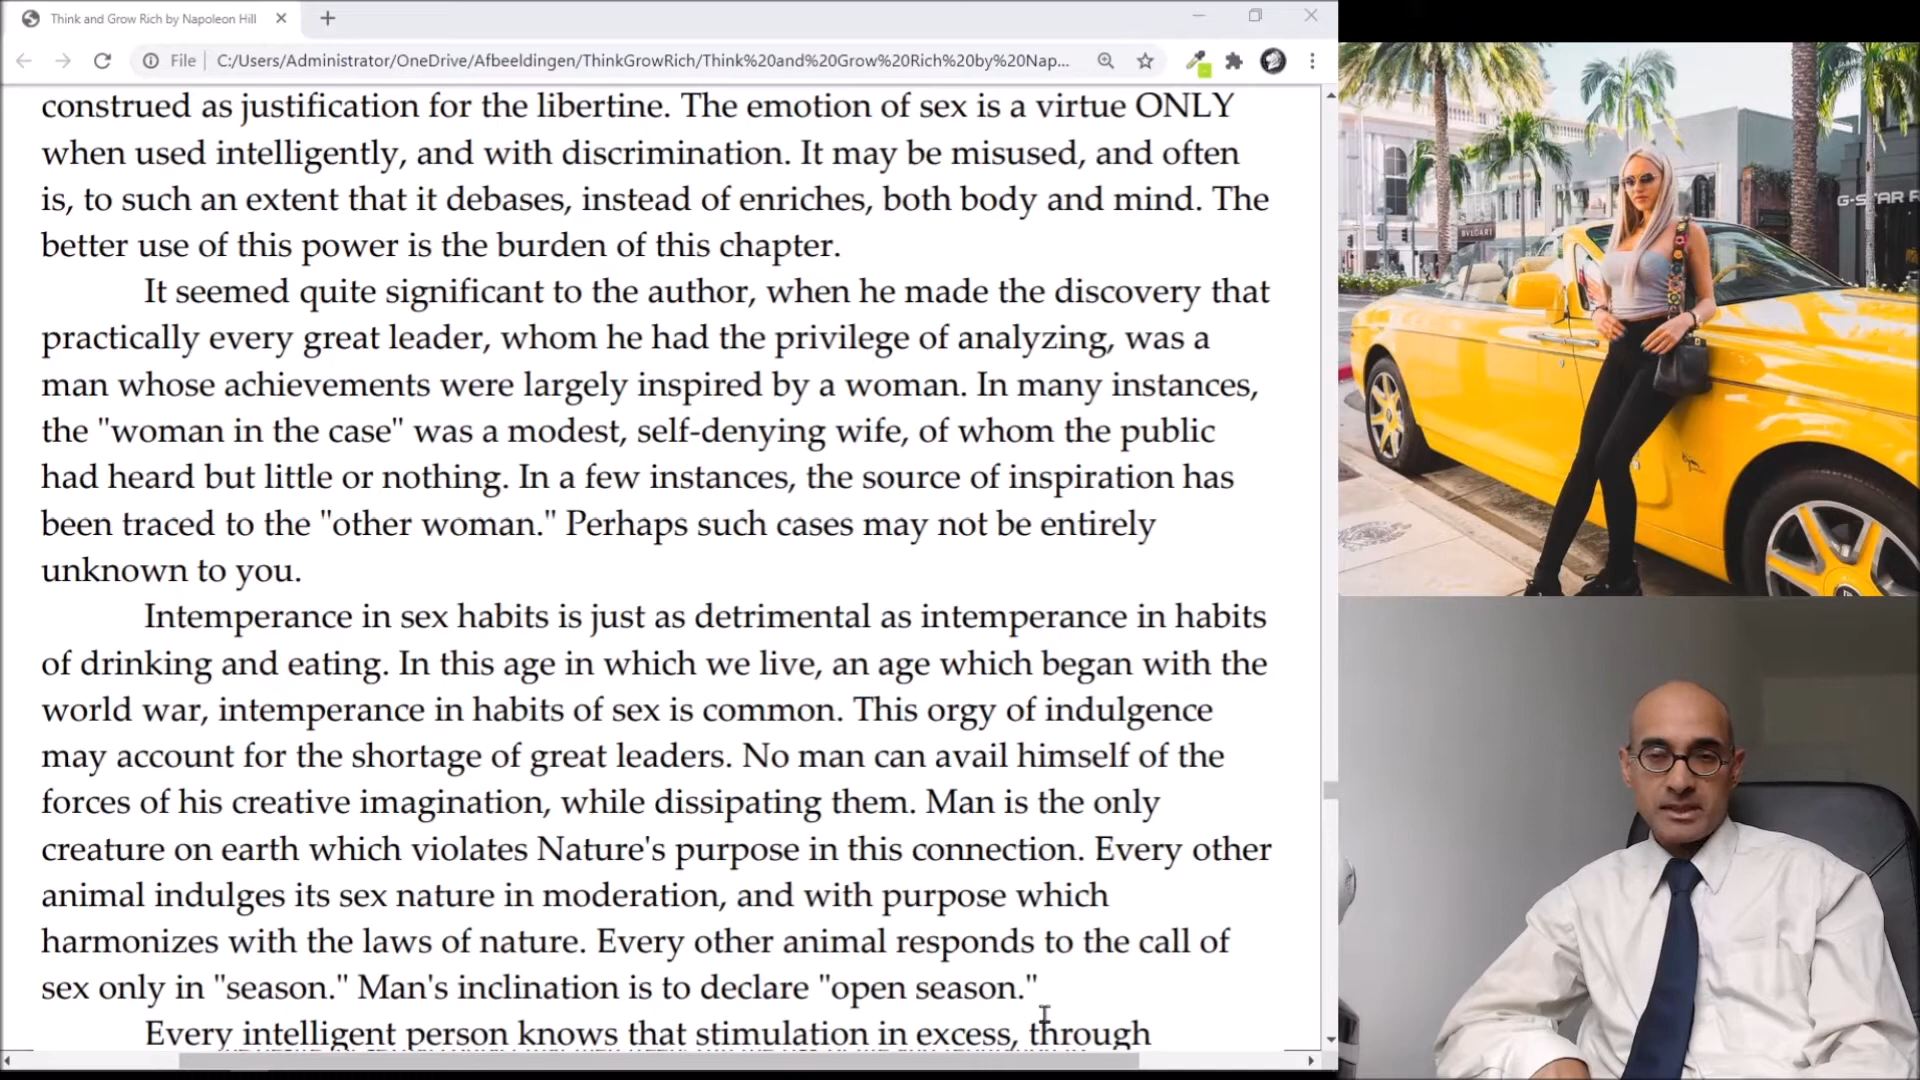 Think and Grow Rich by Napoleon Hill
File
C:/Users/Administrator/OneDrive/Afbeeldingen/ThinkGrowRich/Think%20and%20Grow%20Rich%20by%20Nap...
construed as justification for the libertine. The emotion of sex is a virtue ONLY
when used intelligently, and with discrimination. It may be misused, and often
is, to such an extent that it debases, instead of enriches, both body and mind. The
better use of this power is the burden of this chapter.
It seemed quite significant to the author, when he made the discovery that
practically every great leader, whom he had the privilege of analyzing, was a
man whose achievements were largely inspired by a woman. In many instances,
the "woman in the case" was a modest, self-denying wife, of whom the public
had heard but little or nothing. In a few instances, the source of inspiration has
been traced to the "other woman." Perhaps such cases may not be entirely
unknown to you.
Intemperance in sex habits is just as detrimental as intemperance in habits
of drinking and eating. In this age in which we live, an age which began with the
world war, intemperance in habits of sex is common. This orgy of indulgence
may account for the shortage of great leaders. No man can avail himself of the
forces of his creative imagination, while dissipating them. Man is the only
creature on earth which violates Nature's purpose in this connection. Every other
animal indulges its sex nature in moderation, and with purpose which
harmonizes with the laws of nature. Every other animal responds to the call of
sex only in "season." Man's inclination is to declare "open season."
Every intelligent person knows that stimulation in excess, through
BVLGARI
G-STAR R